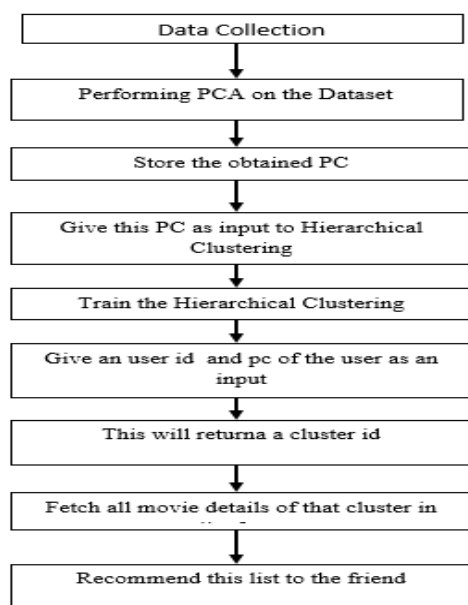 Data Collection
Performing PCA on the Dataset
Store the obtained PC
Give this PC as input to Hierarchical
Clustering
Train the Hierarchical Clustering
Give an user id and pc of the user as an
input
This will returna a cluster id
Fetch all movie details of that cluster in
Recommend this list to the friend